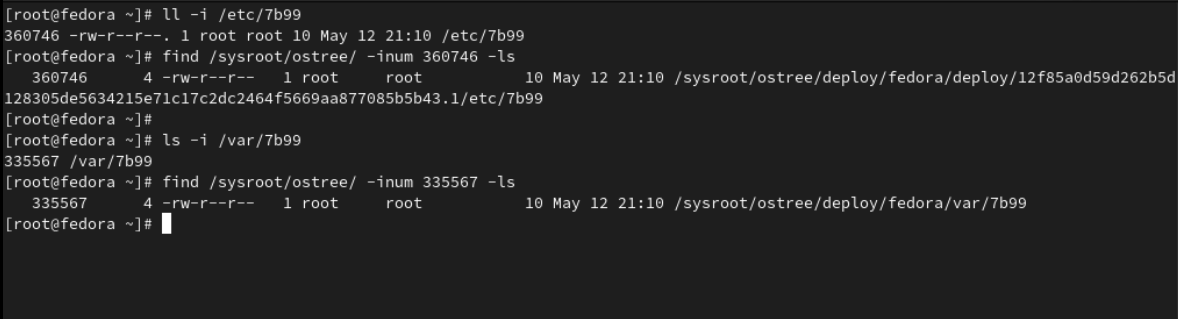 [root@fedora ~]# ll -i /etc/7b99
360746 -rw-r--r--. 1 root root 10 May 12 21:10 /etc/7b99
[root@fedora ~]# find /sysroot/ostree/ -inum 360746 -ls
   360746      4 -rw-r--r--   1 root     root           10 May 12 21:10 /sysroot/ostree/deploy/fedora/deploy/12f85a0d59d262b5d
128305de5634215e71c17c2dc2464f5669aa877085b5b43.1/etc/7b99
[root@fedora ~]#
[root@fedora ~]# ls -i /var/7b99
335567 /var/7b99
[root@fedora ~]# find /sysroot/ostree/ -inum 335567 -ls
   335567      4 -rw-r--r--   1 root     root           10 May 12 21:10 /sysroot/ostree/deploy/fedora/var/7b99
[root@fedora ~]#